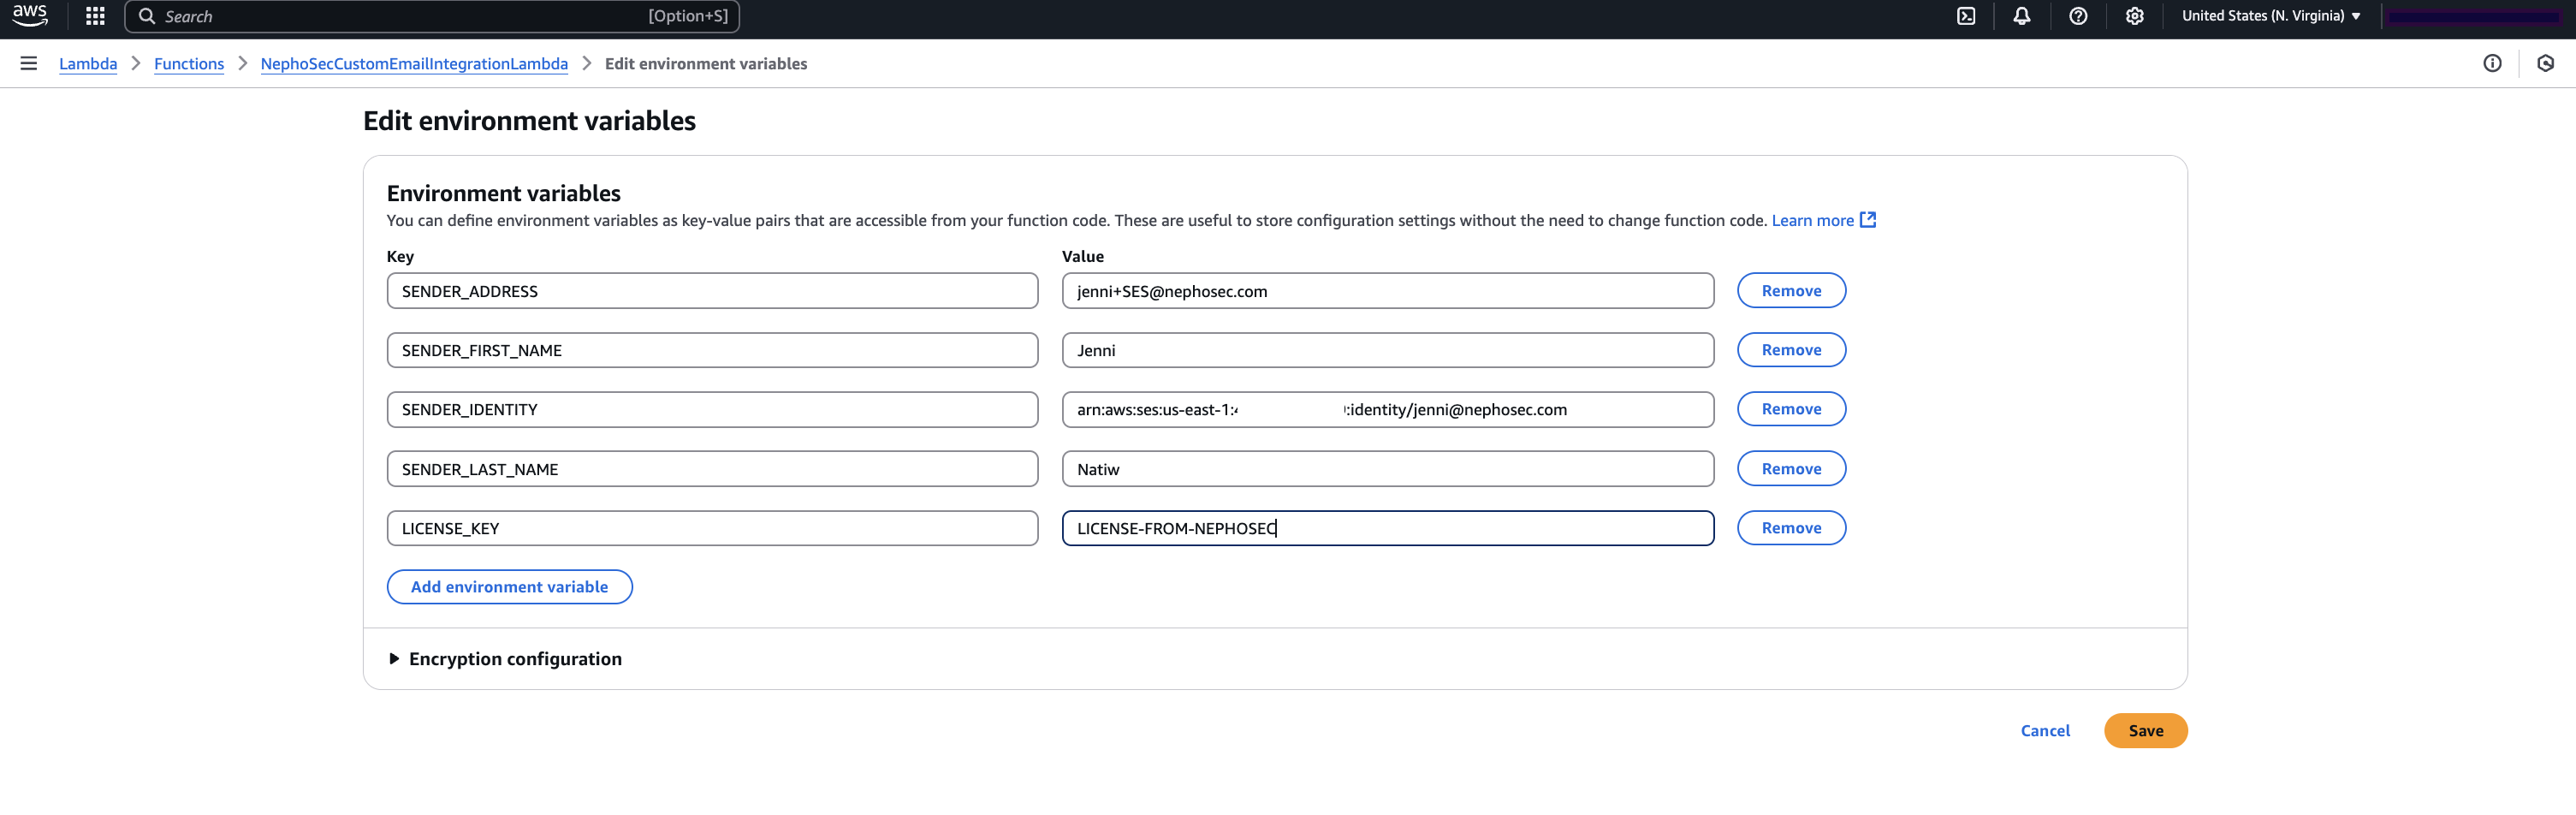 aws Search [Option+S] United States (N. Virginia)
Lambda Functions NephoSecCustomEmailIntegrationLambda Edit environment variables
Edit environment variables
Environment variables
You can define environment variables as key-value pairs that are accessible from your function code. These are useful to store configuration settings without the need to change function code. Learn more
Key Value
SENDER_ADDRESS jenni+SES@nephosec.com Remove
SENDER_FIRST_NAME Jenni Remove
SENDER_IDENTITY arn:aws:ses:us-east-1: :identity/jenni@nephosec.com Remove
SENDER_LAST_NAME Natiw Remove
LICENSE_KEY LICENSE-FROM-NEPHOSEC Remove
Add environment variable
Encryption configuration
Cancel Save